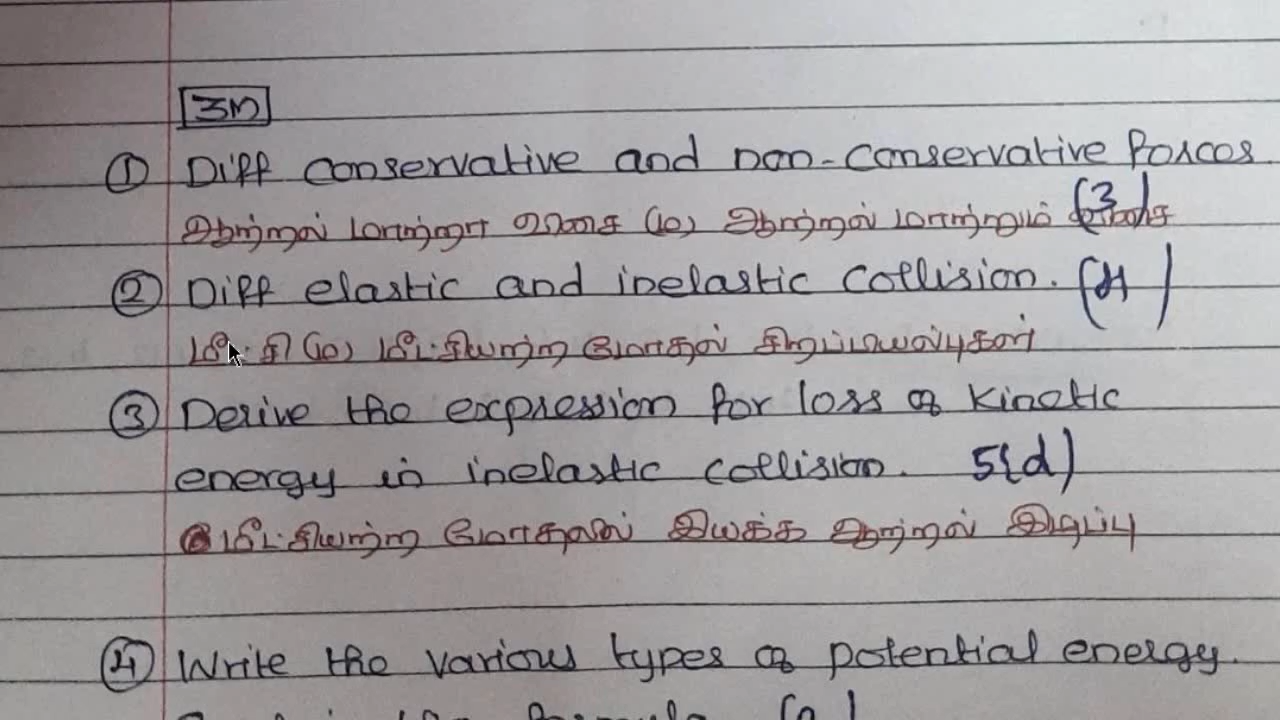 3M
① Diff conservative and non-conservative forces
ஆற்றல் மாற்றா விசை (ம) ஆற்றல் மாற்றும் விசை (3)
② Diff elastic and inelastic collision. (4)
மீட்சி (ம) மீட்சியற்ற மோதல் சிறப்பியல்புகள்
③ Derive the expression for loss of kinetic
energy in inelastic collision. 5(d)
மீட்சியற்ற மோதலில் இயக்க ஆற்றல் இழப்பு
④ Write the various types of potential energy.